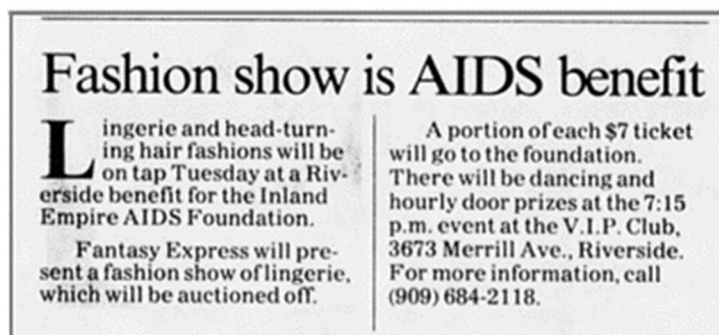 Fashion show is AIDS benefit
Lingerie and head-turn-
ing hair fashions will be
on tap Tuesday at a Riv-
erside benefit for the Inland
Empire AIDS Foundation.
Fantasy Express will pre-
sent a fashion show of lingerie,
which will be auctioned off.
A portion of each $7 ticket
will go to the foundation.
There will be dancing and
hourly door prizes at the 7:15
p.m. event at the V.I.P. Club,
3673 Merrill Ave., Riverside.
For more information, call
(909) 684-2118.